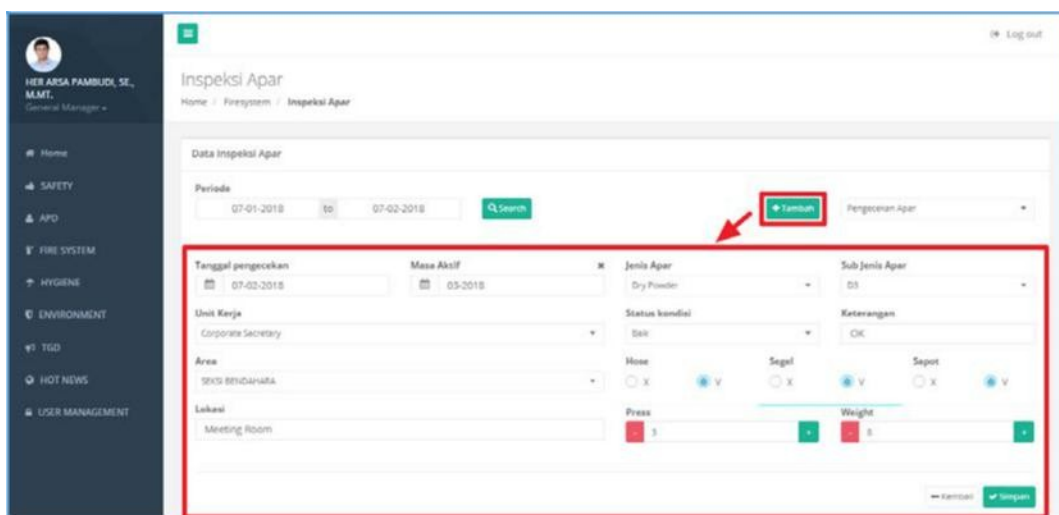 Log out
HER ARSA PAMBUDI, SE., M.MT.
General Manager
Inspeksi Apar
Home / Firesystem / Inspeksi Apar
Home
SAFETY
APD
FIRE SYSTEM
HYGIENE
ENVIRONMENT
TGD
HOT NEWS
USER MANAGEMENT
Data Inspeksi Apar
Periode
07-01-2018 to 07-02-2018 Search + Tambah Pengecekan Apar
Tanggal pengecekan Masa Aktif x Jenis Apar Sub Jenis Apar
07-02-2018 03-2018 Dry Powder D3
Unit Kerja Status kondisi Keterangan
Corporate Secretary Baik OK
Area Hose Segel Sapot
SEKSI BENDAHARA X V X V X V
Lokasi Press Weight
Meeting Room - 3 + - +
Kembali Simpan